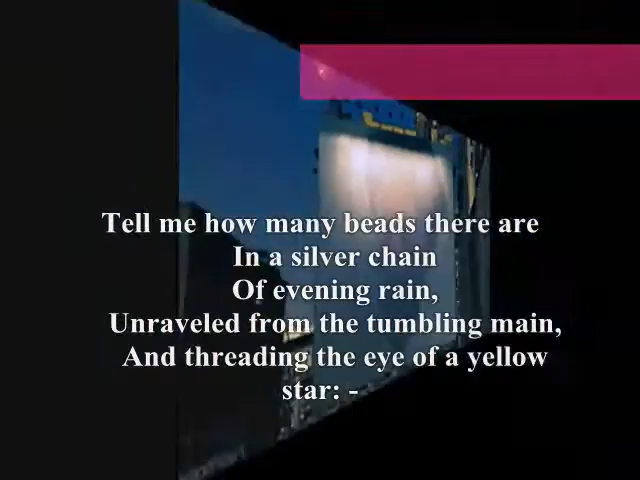 Tell me how many beads there are
In a silver chain
Of evening rain,
Unraveled from the tumbling main,
And threading the eye of a yellow
star: -